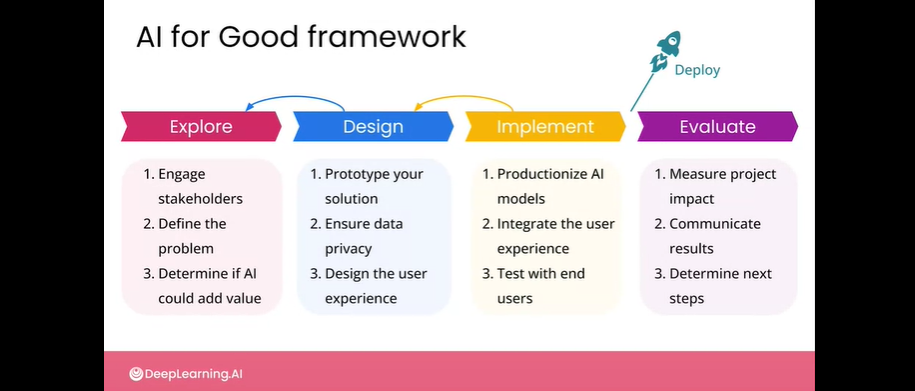 AI for Good framework
Deploy
Explore
Design
Implement
Evaluate
1. Engage
stakeholders
2. Define the
problem
3. Determine if AI
could add value
1. Prototype your
solution
2. Ensure data
privacy
3. Design the user
experience
1. Productionize AI
models
2. Integrate the user
experience
3. Test with end
users
1. Measure project
impact
2. Communicate
results
3. Determine next
steps
DeepLearning.AI